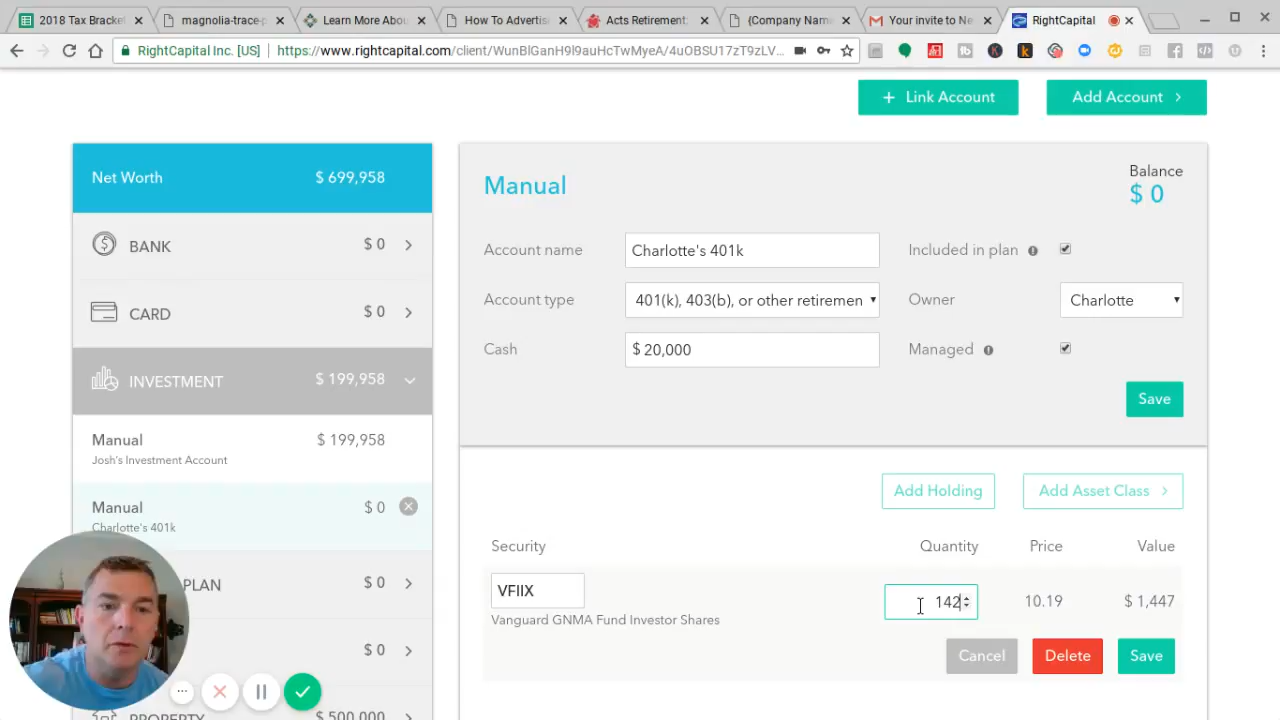 2018 Tax Bracket
magnolia-trace-p
Learn More Abou
How To Advertis
Acts Retirement:
{Company Name
Your invite to Ne
RightCapital
RightCapital Inc. [US]
https://www.rightcapital.com/client/WunBlGanH9l9auHcTwMyeA/4uOBSU17zT9zLV...
+ Link Account
Add Account
Net Worth $ 699,958
BANK $ 0
CARD $ 0
INVESTMENT $ 199,958
Manual $ 199,958
Josh's Investment Account
Manual $ 0
Charlotte's 401k
PLAN $ 0
$ 0
PROPERTY $ 500,000
Manual
Balance
$ 0
Account name Charlotte's 401k Included in plan
Account type 401(k), 403(b), or other retiremen Owner Charlotte
Cash $ 20,000 Managed
Save
Add Holding Add Asset Class
Security Quantity Price Value
VFIIX 142 10.19 $ 1,447
Vanguard GNMA Fund Investor Shares
Cancel Delete Save